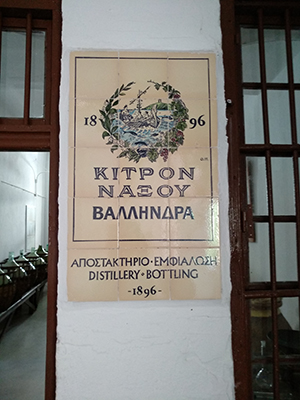 18 96
ΚΙΤΡΟΝ
ΝΑΞΟΥ
ΒΑΛΛΗΝΔΡΑ
ΑΠΟΣΤΑΚΤΗΡΙΟ·ΕΜΦΙΑΛΩΣΗ
DISTILLERY·BOTTLING
-1896-